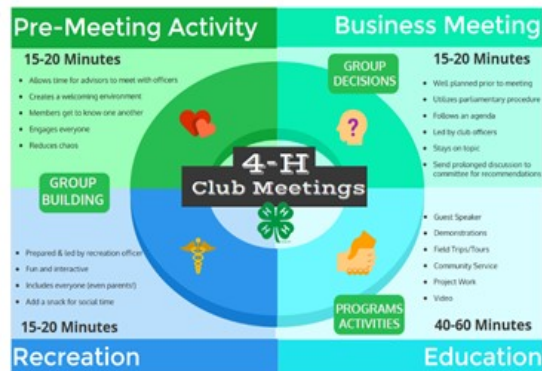 Pre-Meeting Activity
15-20 Minutes
Allows time for advisors to meet with officers
Creates a welcoming environment
Members get to know one another
Engages everyone
Reduces chaos
Business Meeting
15-20 Minutes
Well planned prior to meeting
Utilizes parliamentary procedure
Follows an agenda
Led by club officers
Stays on topic
Send prolonged discussion to
committee for recommendations
GROUP
DECISIONS
?
4-H
Club Meetings
H H
H H
GROUP
BUILDING
Prepared & led by recreation officer
Fun and interactive
Includes everyone (even parents!)
Add a snack for social time
15-20 Minutes
Recreation
Guest Speaker
Demonstrations
Field Trips/Tours
Community Service
Project Work
Video
PROGRAMS
ACTIVITIES
40-60 Minutes
Education